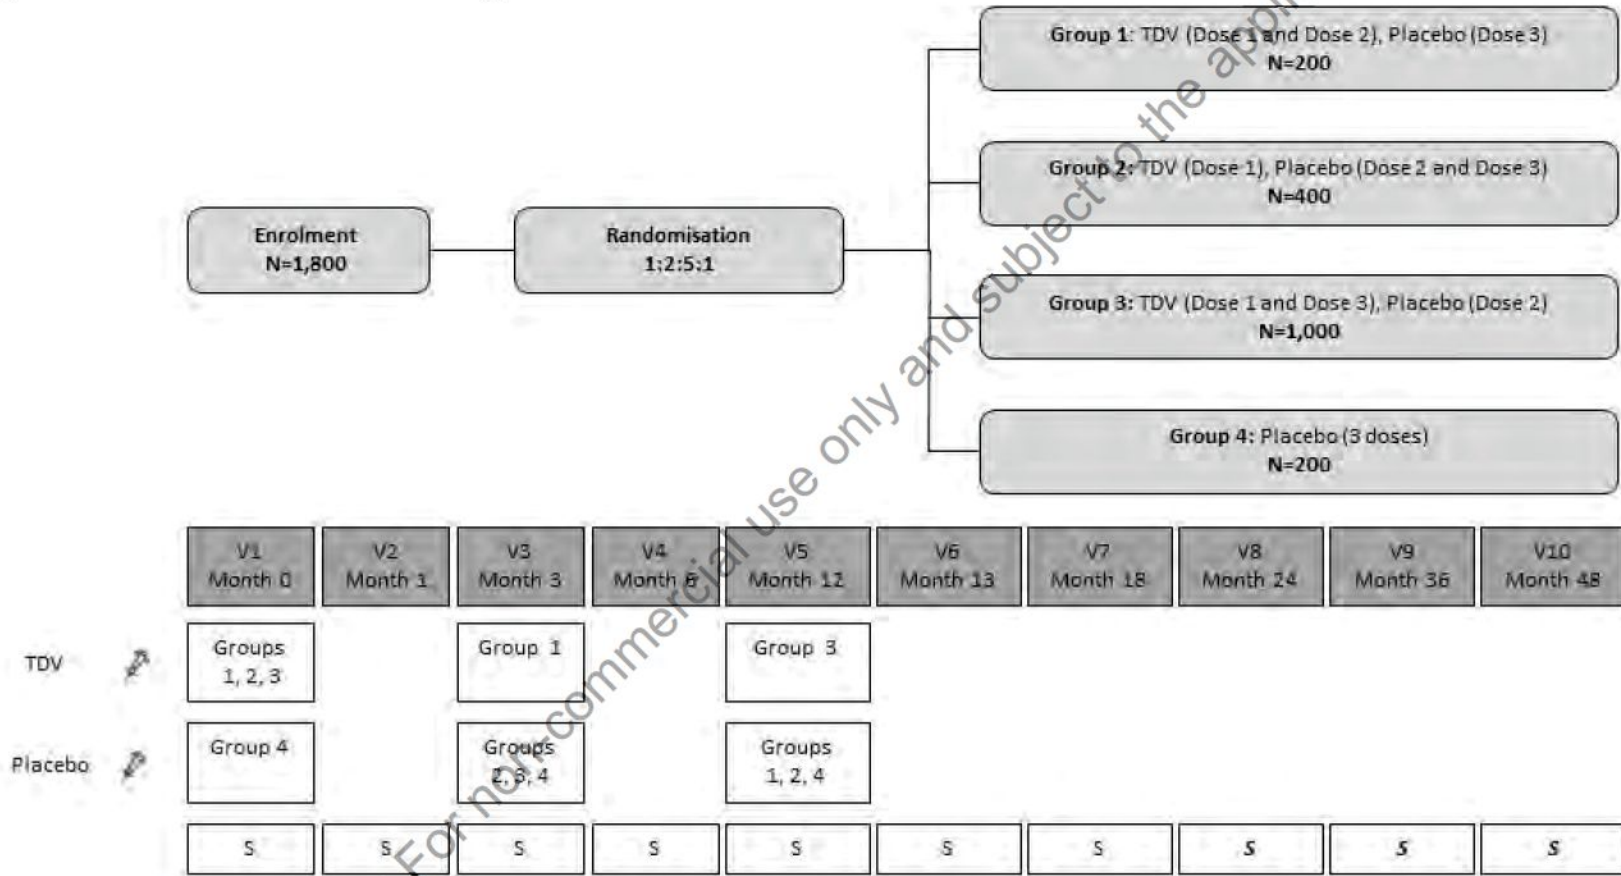 Group 1: TDV (Dose 1 and Dose 2), Placebo (Dose 3)
N=200
Group 2: TDV (Dose 1), Placebo (Dose 2 and Dose 3)
N=400
Enrolment
N=1,800
Randomisation
1:2:5:1
Group 3: TDV (Dose 1 and Dose 3), Placebo (Dose 2)
N=1,000
Group 4: Placebo (3 doses)
N=200
V1 V2 V3 V4 V5 V6 V7 V8 V9 V10
Month 0 Month 1 Month 3 Month 6 Month 12 Month 13 Month 18 Month 24 Month 36 Month 48
TDV
Groups
1, 2, 3
Group 1
Group 3
Placebo
Group 4
Groups
2, 3, 4
Groups
1, 2, 4
S S S S S S S S S S
For non-commercial use only and subject to the